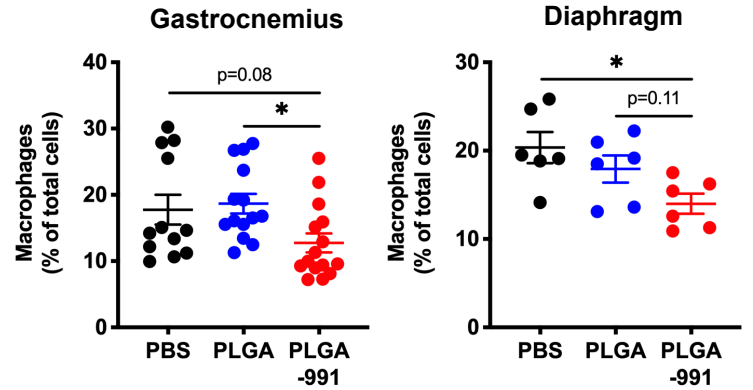 Gastrocnemius
Macrophages
(% of total cells)
40
30
20
10
0
p=0.08
*
PBS
PLGA
PLGA
-991
Diaphragm
Macrophages
(% of total cells)
30
20
10
0
*
p=0.11
PBS
PLGA
PLGA
-991